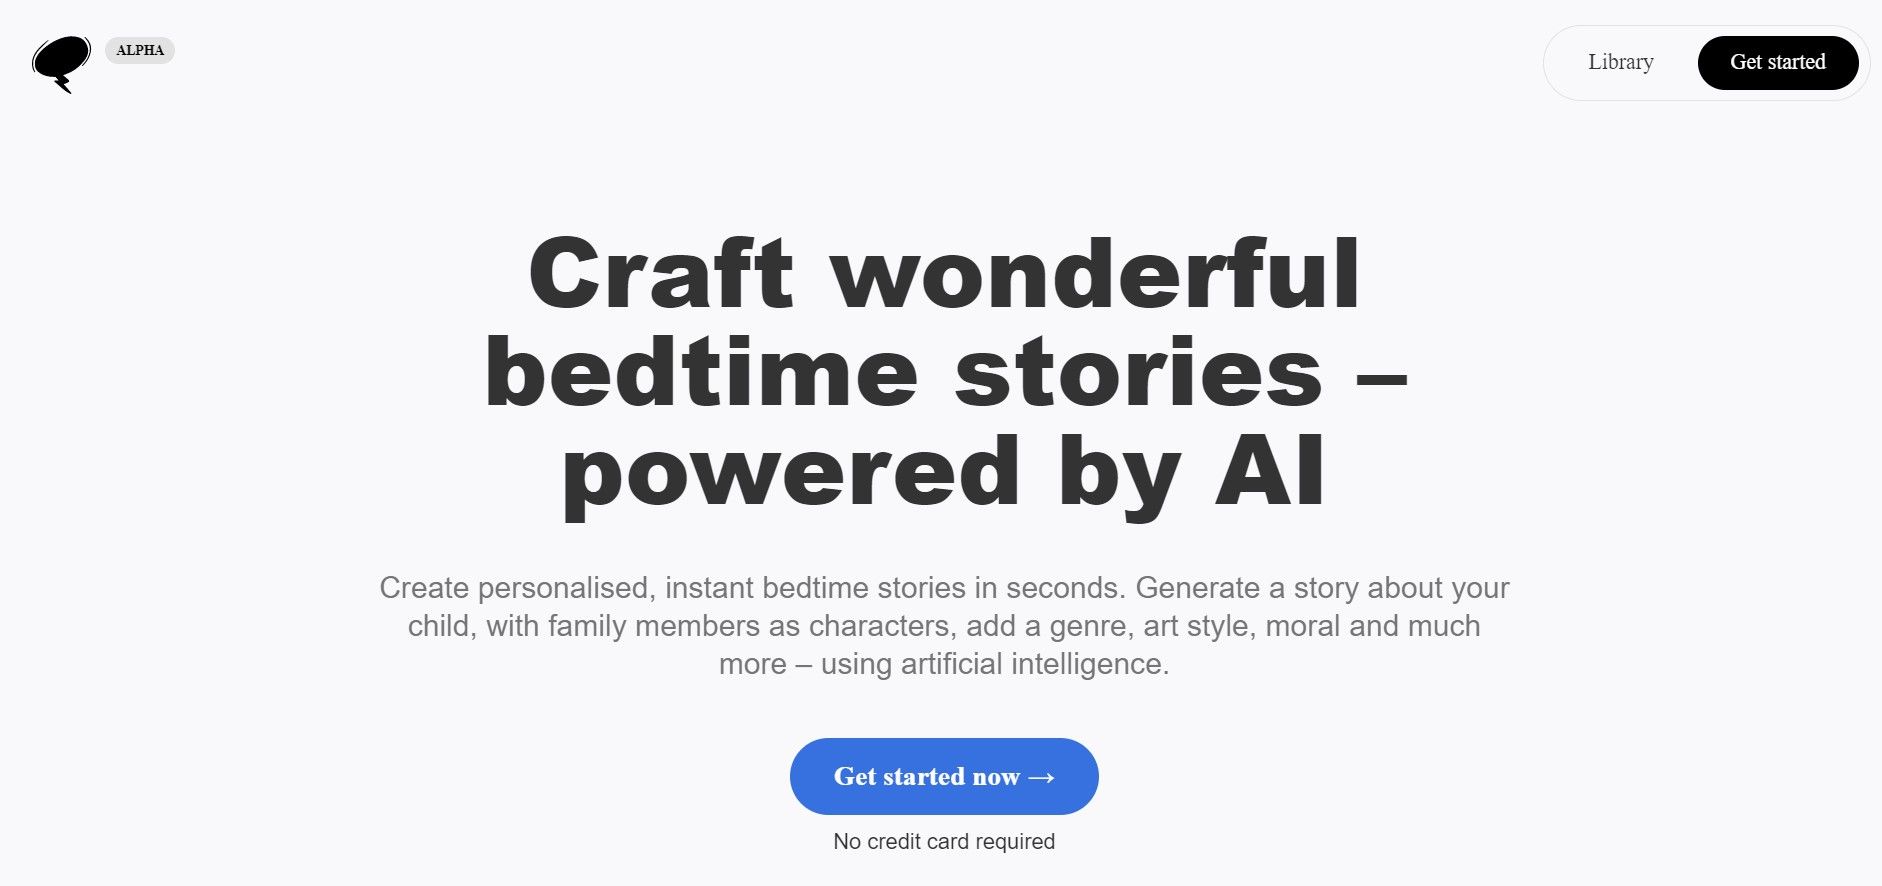 ALPHA
Library
Get started
Craft wonderful
bedtime stories –
powered by AI
Create personalised, instant bedtime stories in seconds. Generate a story about your
child, with family members as characters, add a genre, art style, moral and much
more – using artificial intelligence.
Get started now →
No credit card required